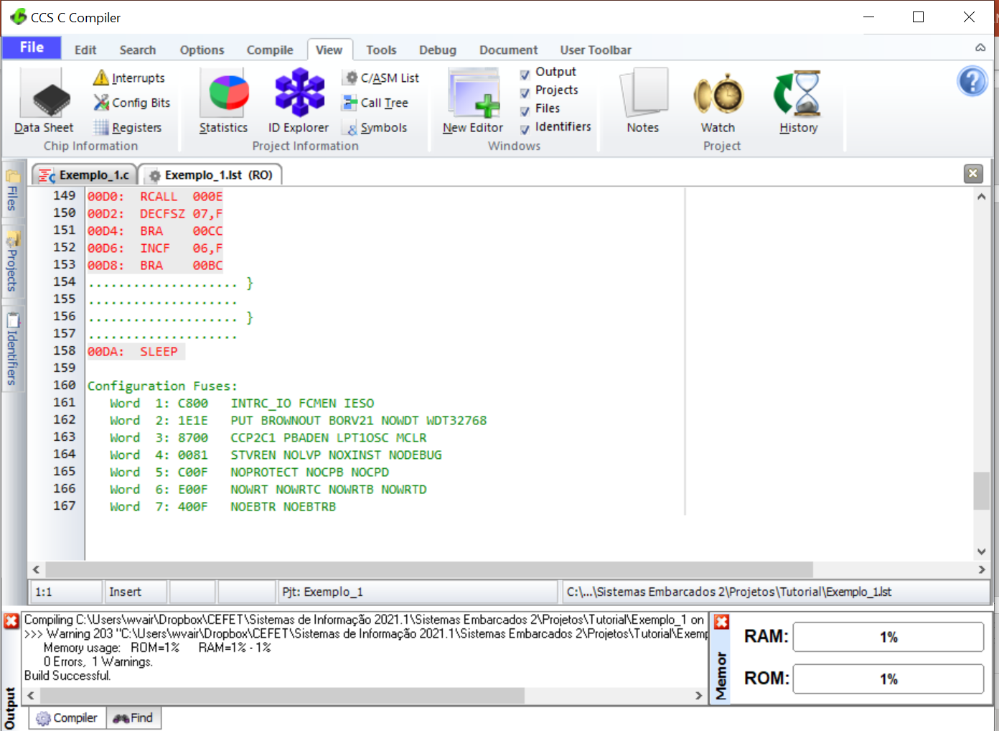 CCS C Compiler
File Edit Search Options Compile View Tools Debug Document User Toolbar
Interrupts C/ASM List Output
Config Bits Call Tree Projects
Files
Data Sheet Registers Statistics ID Explorer Symbols New Editor Identifiers Notes Watch History
Chip Information Project Information Windows Project
Exemplo_1.c Exemplo_1.lst (RO)
Files
Projects
Identifiers
149 00D0: RCALL 000E
150 00D2: DECFSZ 07,F
151 00D4: BRA 00CC
152 00D6: INCF 06,F
153 00D8: BRA 00BC
154 .................... }
155 ....................
156 .................... }
157 ....................
158 00DA: SLEEP
159
160 Configuration Fuses:
161 Word 1: C800 INTRC_IO FCMEN IESO
162 Word 2: 1E1E PUT BROWNOUT BORV21 NOWDT WDT32768
163 Word 3: 8700 CCP2C1 PBADEN LPT1OSC MCLR
164 Word 4: 0081 STVREN NOLVP NOXINST NODEBUG
165 Word 5: C00F NOPROTECT NOCPB NOCPD
166 Word 6: E00F NOWRT NOWRTC NOWRTB NOWRTD
167 Word 7: 400F NOEBTR NOEBTRB
1:1 Insert Pjt: Exemplo_1 C:\...\Sistemas Embarcados 2\Projetos\Tutorial\Exemplo_1.lst
Compiling C:\Users\wvair\Dropbox\CEFET\Sistemas de Informação 2021.1\Sistemas Embarcados 2\Projetos\Tutorial\Exemplo_1 on
>>> Warning 203 "C:\Users\wvair\Dropbox\CEFET\Sistemas de Informação 2021.1\Sistemas Embarcados 2\Projetos\Tutorial\Exemp
Memory usage: ROM=1% RAM=1% - 1%
0 Errors, 1 Warnings.
Build Successful.
Output
Memor
RAM: 1%
ROM: 1%
Compiler Find